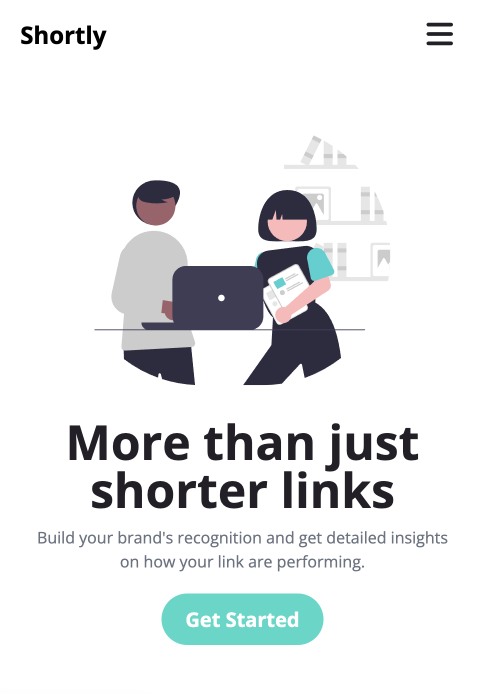 Shortly
More than just
shorter links
Build your brand's recognition and get detailed insights
on how your link are performing.
Get Started